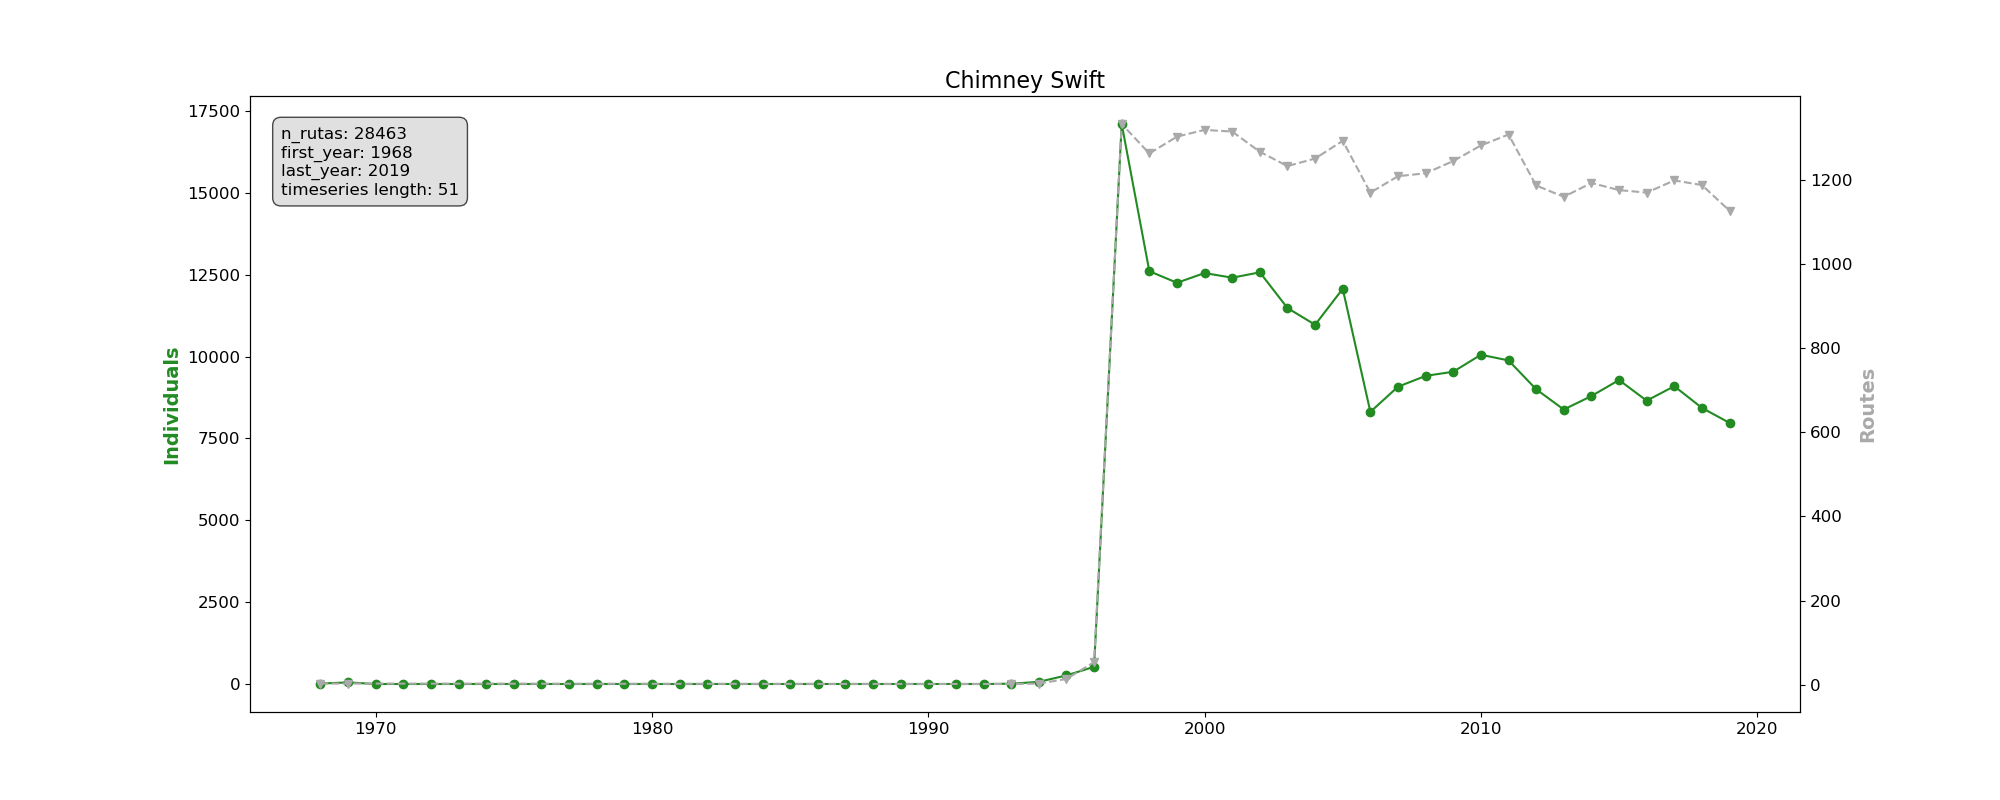 Chimney Swift
n_rutas: 28463
first_year: 1968
last_year: 2019
timeseries length: 51
17500
15000
12500
10000
7500
5000
2500
0
Individuals
1200
1000
800
600
400
200
0
Routes
1970 1980 1990 2000 2010 2020